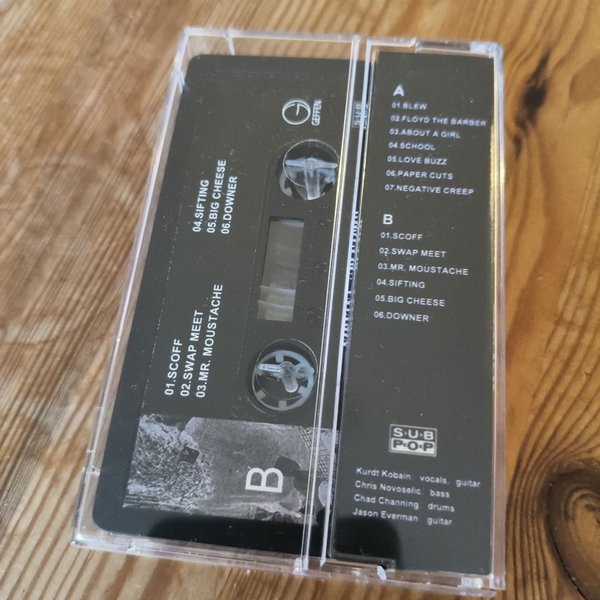 GEFFEN
04.SIFTING
05.BIG CHEESE
06.DOWNER
01.SCOFF
02.SWAP MEET
03.MR. MOUSTACHE
B
A
01.BLEW
02.FLOYD THE BARBER
03.ABOUT A GIRL
04.SCHOOL
05.LOVE BUZZ
06.PAPER CUTS
07.NEGATIVE CREEP
B
01.SCOFF
02.SWAP MEET
03.MR. MOUSTACHE
04.SIFTING
05.BIG CHEESE
06.DOWNER
SUB
POP
Kurdt Kobain: vocals, guitar
Chris Novoselic: bass
Chad Channing drums
Jason Everman: guitar